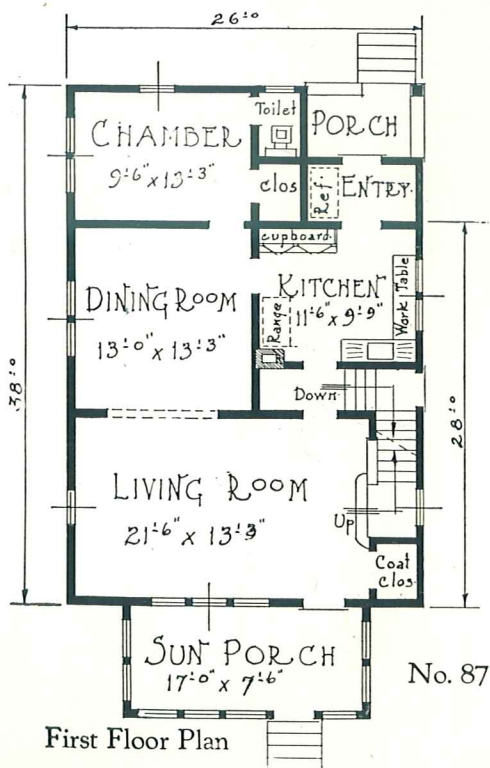 26'-0
Toilet
CHAMBER
9'-6" x 13'-3"
PORCH
clos
Ref.
ENTRY
cupboard
KITCHEN
11'-6" x 9'-9"
Range
Work Table
DINING ROOM
13'-0" x 13'-3"
38'-0
28'-0
Down
LIVING ROOM
21'-6" x 13'-3"
Up
Coat
clos
SUN PORCH
17'-0" x 7'-6"
No. 87
First Floor Plan